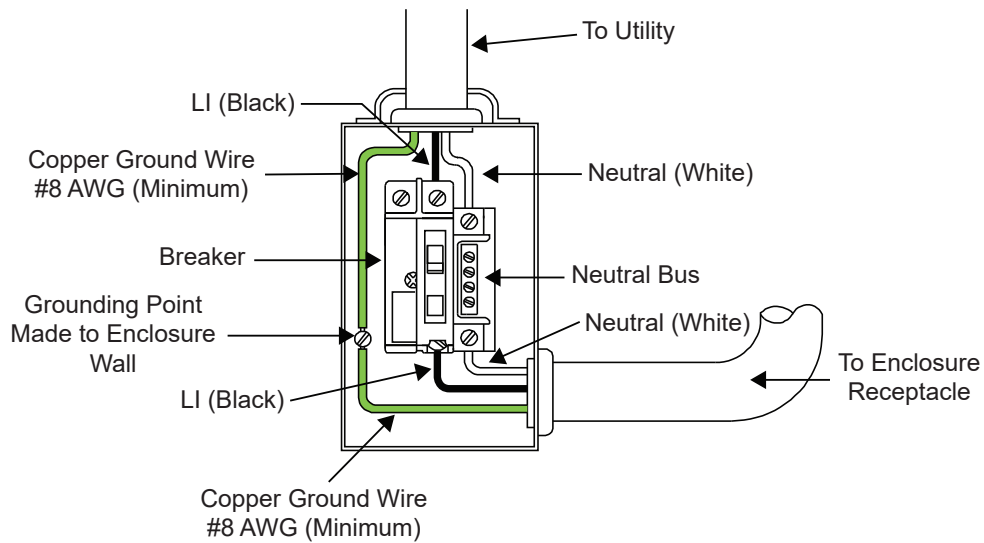 To Utility
LI (Black)
Copper Ground Wire
#8 AWG (Minimum)
Neutral (White)
Breaker
Neutral Bus
Grounding Point
Made to Enclosure
Wall
Neutral (White)
To Enclosure
Receptacle
LI (Black)
Copper Ground Wire
#8 AWG (Minimum)